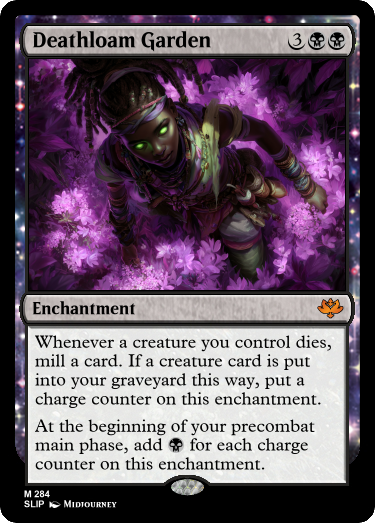 Deathloam Garden 3
Enchantment
Whenever a creature you control dies,
mill a card. If a creature card is put
into your graveyard this way, put a
charge counter on this enchantment.
At the beginning of your precombat
main phase, add for each charge
counter on this enchantment.
M 284
SLIP Midjourney